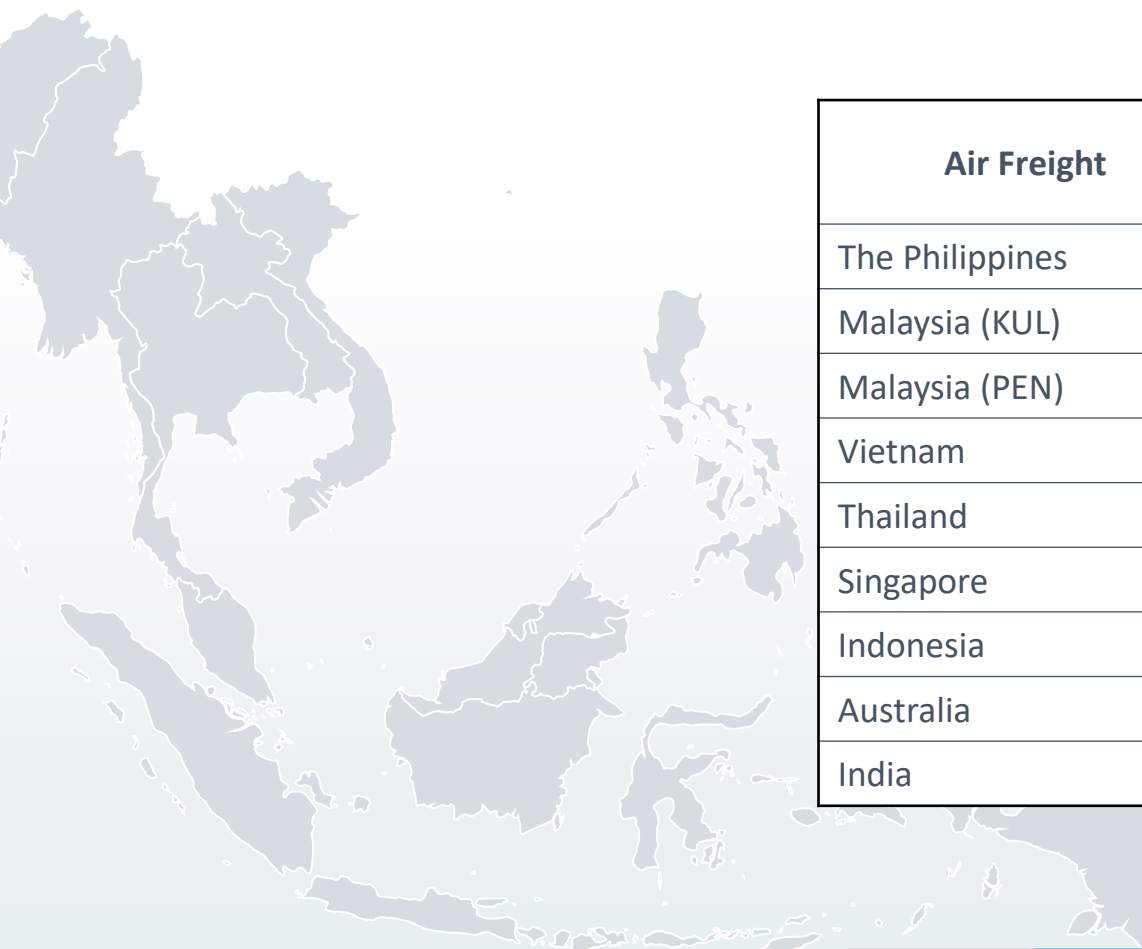 Air Freight
The Philippines
Malaysia (KUL)
Malaysia (PEN)
Vietnam
Thailand
Singapore
Indonesia
Australia
India